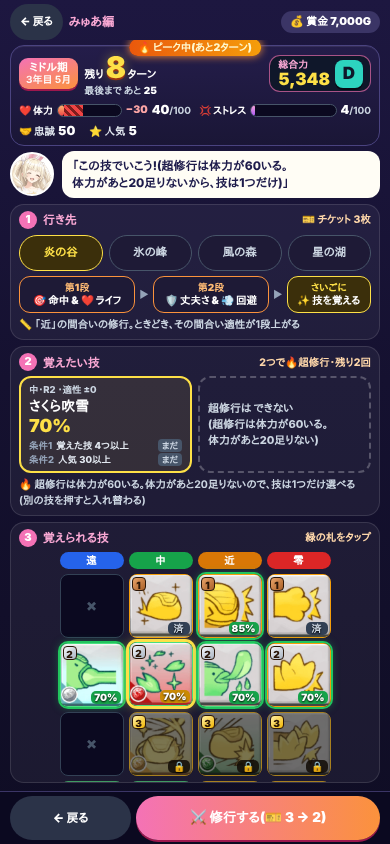 ← 戻る
みゅあ編
💰 賞金 7,000G
🔥 ピーク中(あと2ターン)
ミドル期
3年目 5月
残り8ターン
最後まで あと 25
総合力
5,348 D
❤️ 体力 −30 40/100
💢 ストレス 4/100
🤝 忠誠 50 ⭐ 人気 5
「この技でいこう!(超修行は体力が60いる。
体力があと20足りないから、技は1つだけ)」
1 行き先
🎫 チケット 3枚
炎の谷
氷の峰
風の森
星の湖
第1段
🎯 命中 & ❤️ ライフ
▶
第2段
🛡️ 丈夫さ & 💨 回避
▶
さいごに
✨ 技を覚える
📏 「近」の間合いの修行。ときどき、その間合い適性が1段上がる
2 覚えたい技
2つで🔥超修行・残り2回
中・R2・適性 ±0
さくら吹雪
70%
条件1 覚えた技 4つ以上 まだ
条件2 人気 30以上 まだ
超修行は できない
(超修行は体力が60いる。
体力があと20足りない)
🔥 超修行は体力が60いる。体力があと20足りないので、技は1つだけ選べる
(別の技を押すと入れ替わる)
3 覚えられる技
緑の札をタップ
遠
中
近
零
×
1 済
1 85%
1 済
2 70%
2 70%
2 70%
2 70%
×
3 🔒
3 🔒
3 🔒
← 戻る
⚔️ 修行する(🎫 3 → 2)